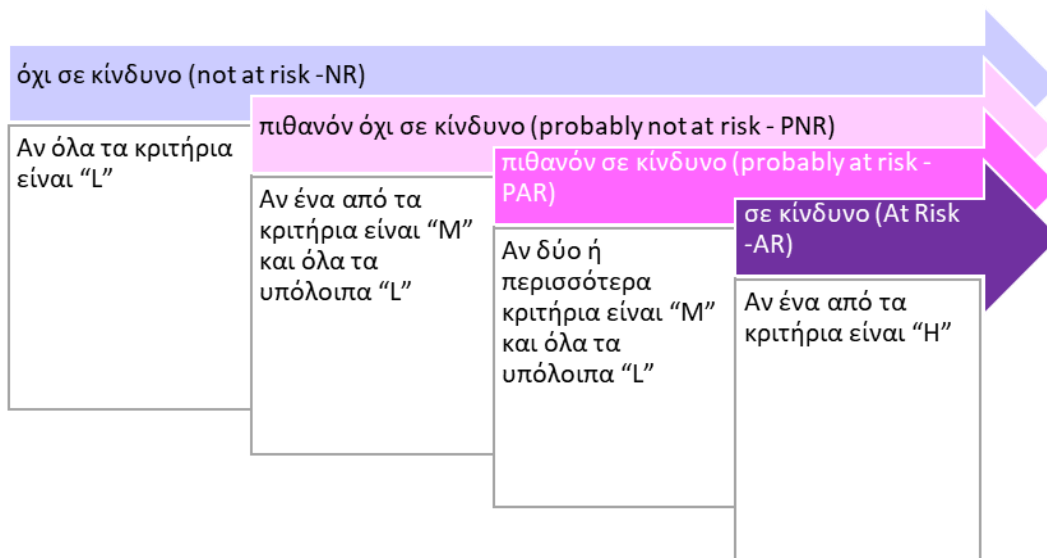 όχι σε κίνδυνο (not at risk -NR)
Αν όλα τα κριτήρια
είναι “L”
πιθανόν όχι σε κίνδυνο (probably not at risk - PNR)
Αν ένα από τα
κριτήρια είναι “M”
και όλα τα
υπόλοιπα “L”
πιθανόν σε κίνδυνο (probably at risk -
PAR)
Αν δύο ή
περισσότερα
κριτήρια είναι “M”
και όλα τα
υπόλοιπα “L”
σε κίνδυνο (At Risk
-AR)
Αν ένα από τα
κριτήρια είναι “H”